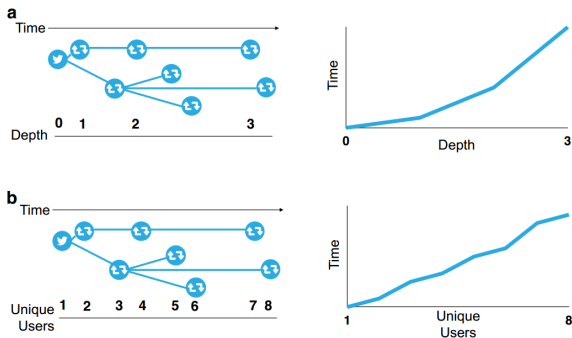 a
Time
0 1 2 3
Depth
Time
0 3
Depth
b
Time
1 2 3 4 5 6 7 8
Unique
Users
Time
1 8
Unique
Users